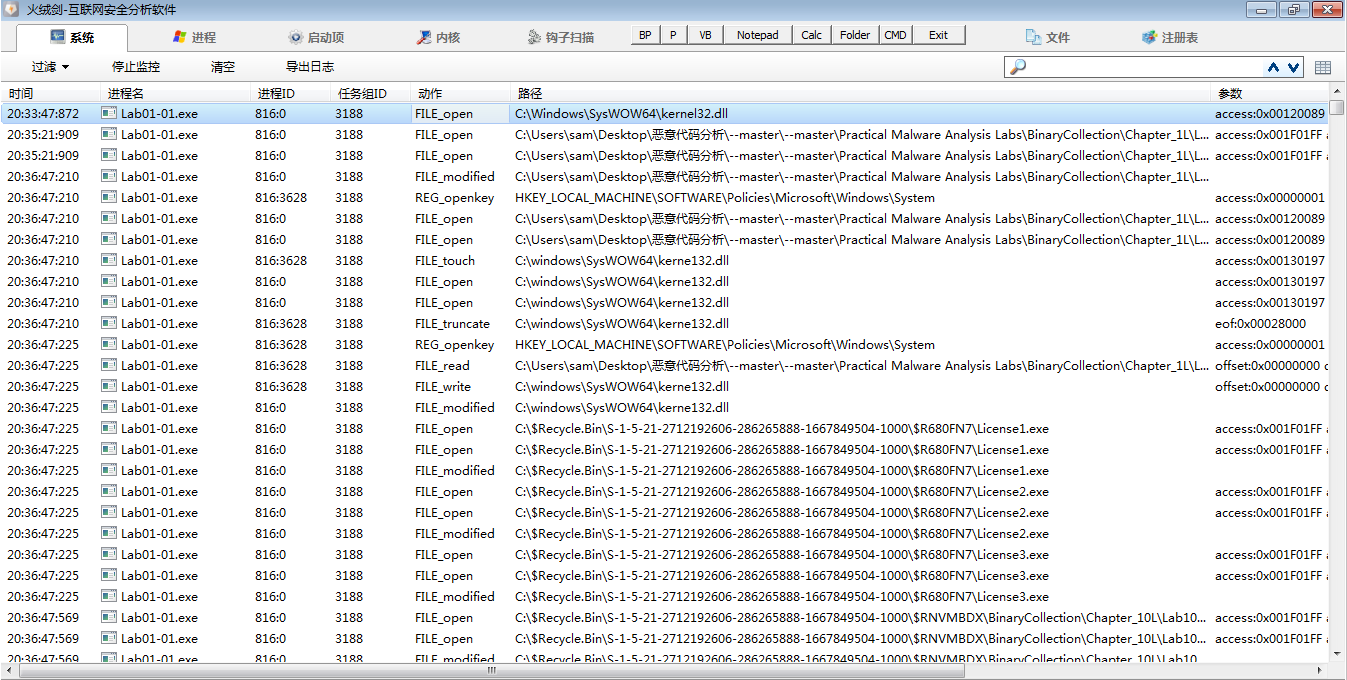 火绒剑-互联网安全分析软件
系统 进程 启动项 内核 钩子扫描 BP P VB Notepad Calc Folder CMD Exit 文件 注册表
过滤 停止监控 清空 导出日志
时间 进程名 进程ID 任务组ID 动作 路径 参数
20:33:47:872 Lab01-01.exe 816:0 3188 FILE_open C:\Windows\SysWOW64\kernel32.dll access:0x00120089
20:35:21:909 Lab01-01.exe 816:0 3188 FILE_open C:\Users\sam\Desktop\恶意代码分析\--master\--master\Practical Malware Analysis Labs\BinaryCollection\Chapter_1L\L... access:0x001F01FF
20:35:21:909 Lab01-01.exe 816:0 3188 FILE_open C:\Users\sam\Desktop\恶意代码分析\--master\--master\Practical Malware Analysis Labs\BinaryCollection\Chapter_1L\L... access:0x001F01FF
20:36:47:210 Lab01-01.exe 816:0 3188 FILE_modified C:\Users\sam\Desktop\恶意代码分析\--master\--master\Practical Malware Analysis Labs\BinaryCollection\Chapter_1L\L...
20:36:47:210 Lab01-01.exe 816:3628 3188 REG_openkey HKEY_LOCAL_MACHINE\SOFTWARE\Policies\Microsoft\Windows\System access:0x00000001
20:36:47:210 Lab01-01.exe 816:0 3188 FILE_open C:\Users\sam\Desktop\恶意代码分析\--master\--master\Practical Malware Analysis Labs\BinaryCollection\Chapter_1L\L... access:0x00120089
20:36:47:210 Lab01-01.exe 816:0 3188 FILE_open C:\Users\sam\Desktop\恶意代码分析\--master\--master\Practical Malware Analysis Labs\BinaryCollection\Chapter_1L\L... access:0x00120089
20:36:47:210 Lab01-01.exe 816:3628 3188 FILE_touch C:\windows\SysWOW64\kerne132.dll access:0x00130197
20:36:47:210 Lab01-01.exe 816:0 3188 FILE_open C:\windows\SysWOW64\kerne132.dll access:0x00130197
20:36:47:210 Lab01-01.exe 816:0 3188 FILE_open C:\windows\SysWOW64\kerne132.dll access:0x00130197
20:36:47:210 Lab01-01.exe 816:3628 3188 FILE_truncate C:\windows\SysWOW64\kerne132.dll eof:0x00028000
20:36:47:225 Lab01-01.exe 816:3628 3188 REG_openkey HKEY_LOCAL_MACHINE\SOFTWARE\Policies\Microsoft\Windows\System access:0x00000001
20:36:47:225 Lab01-01.exe 816:3628 3188 FILE_read C:\Users\sam\Desktop\恶意代码分析\--master\--master\Practical Malware Analysis Labs\BinaryCollection\Chapter_1L\L... offset:0x00000000
20:36:47:225 Lab01-01.exe 816:3628 3188 FILE_write C:\windows\SysWOW64\kerne132.dll offset:0x00000000
20:36:47:225 Lab01-01.exe 816:0 3188 FILE_modified C:\windows\SysWOW64\kerne132.dll
20:36:47:225 Lab01-01.exe 816:0 3188 FILE_open C:\$Recycle.Bin\S-1-5-21-2712192606-286265888-1667849504-1000\$R680FN7\License1.exe access:0x001F01FF
20:36:47:225 Lab01-01.exe 816:0 3188 FILE_open C:\$Recycle.Bin\S-1-5-21-2712192606-286265888-1667849504-1000\$R680FN7\License1.exe access:0x001F01FF
20:36:47:225 Lab01-01.exe 816:0 3188 FILE_modified C:\$Recycle.Bin\S-1-5-21-2712192606-286265888-1667849504-1000\$R680FN7\License1.exe
20:36:47:225 Lab01-01.exe 816:0 3188 FILE_open C:\$Recycle.Bin\S-1-5-21-2712192606-286265888-1667849504-1000\$R680FN7\License2.exe access:0x001F01FF
20:36:47:225 Lab01-01.exe 816:0 3188 FILE_open C:\$Recycle.Bin\S-1-5-21-2712192606-286265888-1667849504-1000\$R680FN7\License2.exe access:0x001F01FF
20:36:47:225 Lab01-01.exe 816:0 3188 FILE_modified C:\$Recycle.Bin\S-1-5-21-2712192606-286265888-1667849504-1000\$R680FN7\License2.exe
20:36:47:225 Lab01-01.exe 816:0 3188 FILE_open C:\$Recycle.Bin\S-1-5-21-2712192606-286265888-1667849504-1000\$R680FN7\License3.exe access:0x001F01FF
20:36:47:225 Lab01-01.exe 816:0 3188 FILE_open C:\$Recycle.Bin\S-1-5-21-2712192606-286265888-1667849504-1000\$R680FN7\License3.exe access:0x001F01FF
20:36:47:225 Lab01-01.exe 816:0 3188 FILE_modified C:\$Recycle.Bin\S-1-5-21-2712192606-286265888-1667849504-1000\$R680FN7\License3.exe
20:36:47:569 Lab01-01.exe 816:0 3188 FILE_open C:\$Recycle.Bin\S-1-5-21-2712192606-286265888-1667849504-1000\$RNVMBDX\BinaryCollection\Chapter_10L\Lab10... access:0x001F01FF
20:36:47:569 Lab01-01.exe 816:0 3188 FILE_open C:\$Recycle.Bin\S-1-5-21-2712192606-286265888-1667849504-1000\$RNVMBDX\BinaryCollection\Chapter_10L\Lab10... access:0x001F01FF
20:36:47:569 Lab01-01.exe 816:0 3188 FILE_modified C:\$Recycle.Bin\S-1-5-21-2712192606-286265888-1667849504-1000\$RNVMBDX\BinaryCollection\Chapter_10L\Lab10